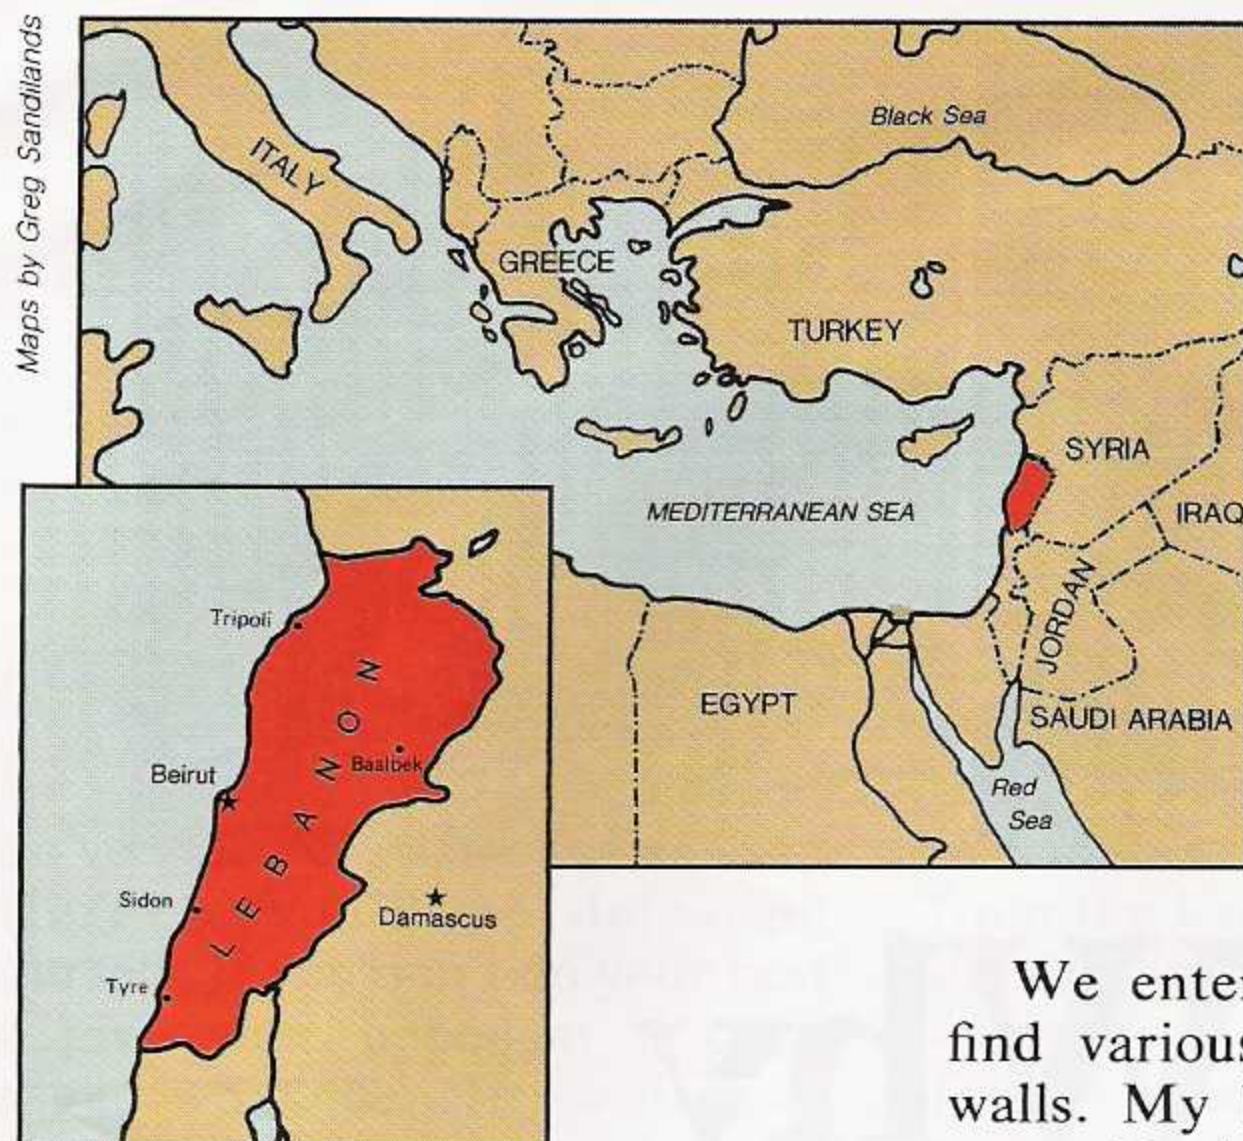 Maps by Greg Sandilands
Black Sea
ITALY
GREECE
TURKEY
SYRIA
MEDITERRANEAN SEA
IRAQ
JORDAN
EGYPT
SAUDI ARABIA
Red
Sea
Tripoli
LEBANON
Baalbek
Beirut
Sidon
Damascus
Tyre
We enter
find various
walls. My